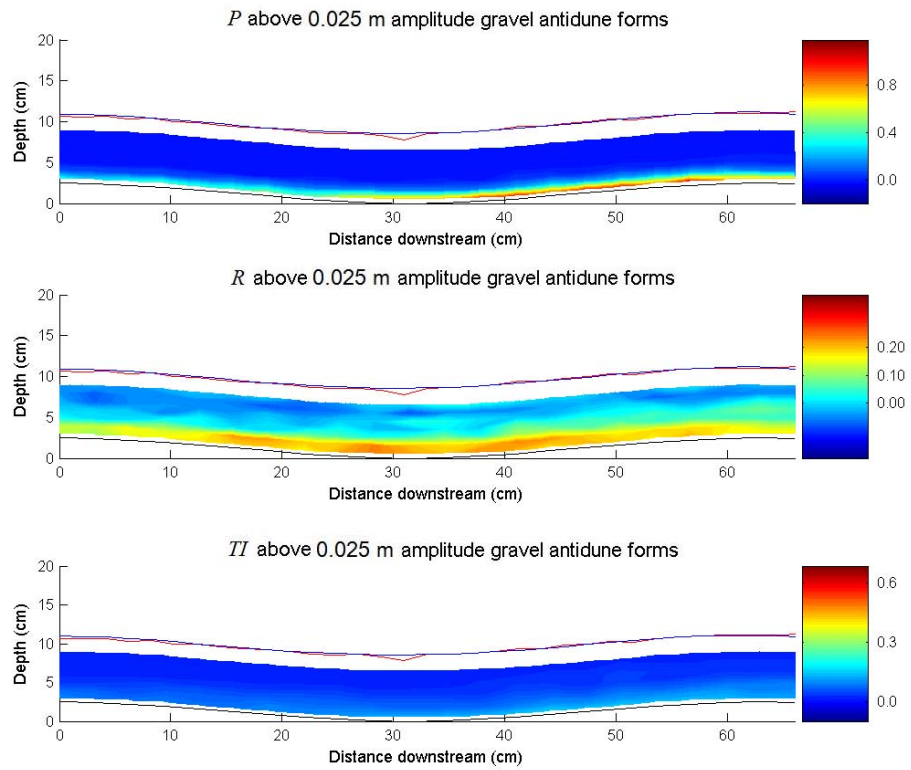 P above 0.025 m amplitude gravel antidune forms
20
15
10
5
0
Depth (cm)
0 10 20 30 40 50 60
Distance downstream (cm)
0.8
0.4
0.0
R above 0.025 m amplitude gravel antidune forms
20
15
10
5
0
Depth (cm)
0 10 20 30 40 50 60
Distance downstream (cm)
0.20
0.10
0.00
TI above 0.025 m amplitude gravel antidune forms
20
15
10
5
0
Depth (cm)
0 10 20 30 40 50 60
Distance downstream (cm)
0.6
0.3
0.0